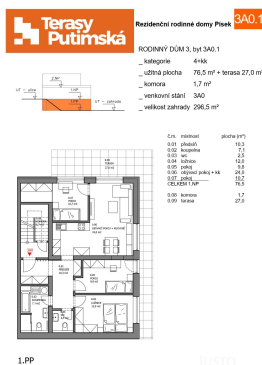 Terasy
Putimská
Rezidenční rodinné domy Písek
3A0.1
RODINNÝ DŮM 3, byt 3A0.1
_ kategorie 4+kk
_ užitná plocha 76,5 m² + terasa 27,0 m
_ komora 1,7 m²
_ venkovní stání 3A0
_ velikost zahrady 296,5 m²
č.m. místnost plocha (m²)
0.01 předsíň 10,3
0.02 koupelna 7,1
0.03 wc 2,5
0.04 ložnice 12,0
0.05 pokoj 9,8
0.06 obývací pokoj + kk 24,0
0.07 pokoj 10,7
CELKEM 1.NP 76,5
0.08 komora 1,7
0.09 terasa 27,0
1.PP